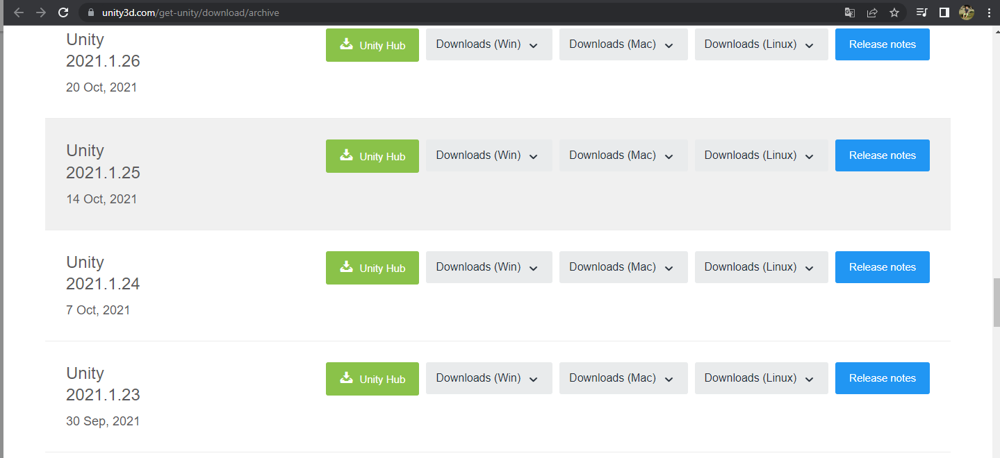 unity3d.com/get-unity/download/archive
Unity
2021.1.26
20 Oct, 2021
Unity Hub
Downloads (Win)
Downloads (Mac)
Downloads (Linux)
Release notes
Unity
2021.1.25
14 Oct, 2021
Unity Hub
Downloads (Win)
Downloads (Mac)
Downloads (Linux)
Release notes
Unity
2021.1.24
7 Oct, 2021
Unity Hub
Downloads (Win)
Downloads (Mac)
Downloads (Linux)
Release notes
Unity
2021.1.23
30 Sep, 2021
Unity Hub
Downloads (Win)
Downloads (Mac)
Downloads (Linux)
Release notes